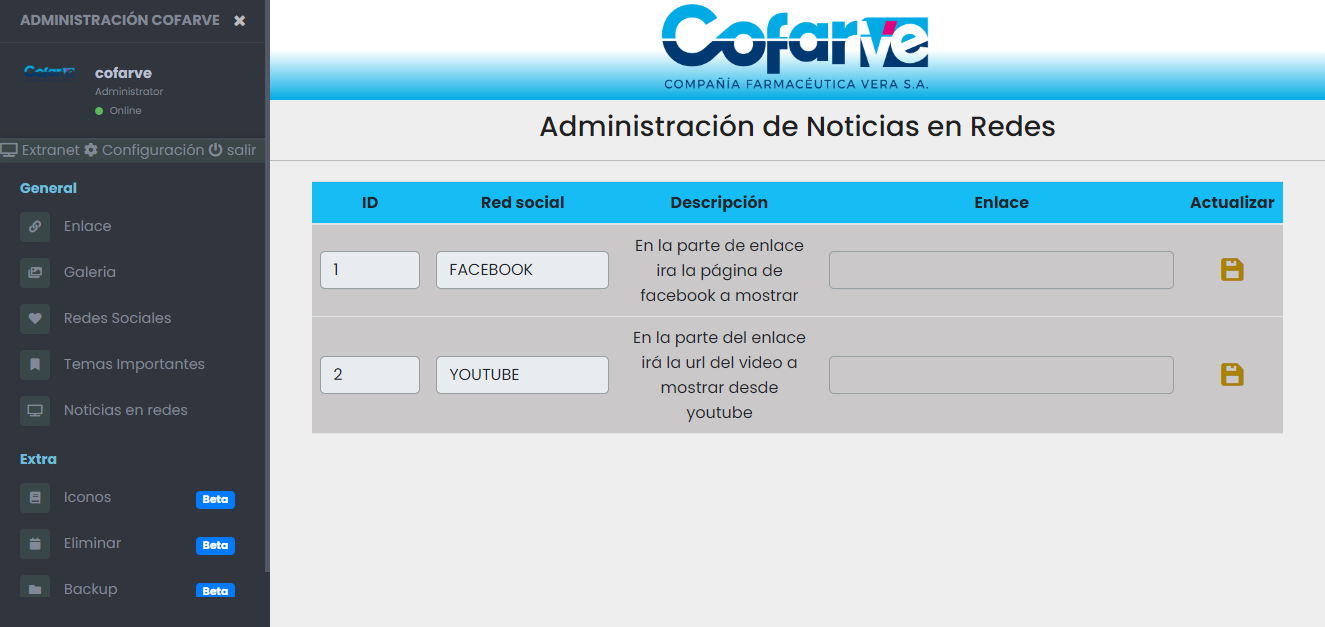 ADMINISTRACIÓN COFARVE
Cofarve
cofarve
Administrator
Online
Extranet Configuración salir
General
Enlace
Galeria
Redes Sociales
Temas Importantes
Noticias en redes
Extra
Iconos Beta
Eliminar Beta
Backup Beta
Cofarve
COMPAÑÍA FARMACÉUTICA VERA S.A.
Administración de Noticias en Redes
ID Red social Descripción Enlace Actualizar
1 FACEBOOK
En la parte de enlace
ira la página de
facebook a mostrar
2 YOUTUBE
En la parte del enlace
irá la url del video a
mostrar desde
youtube